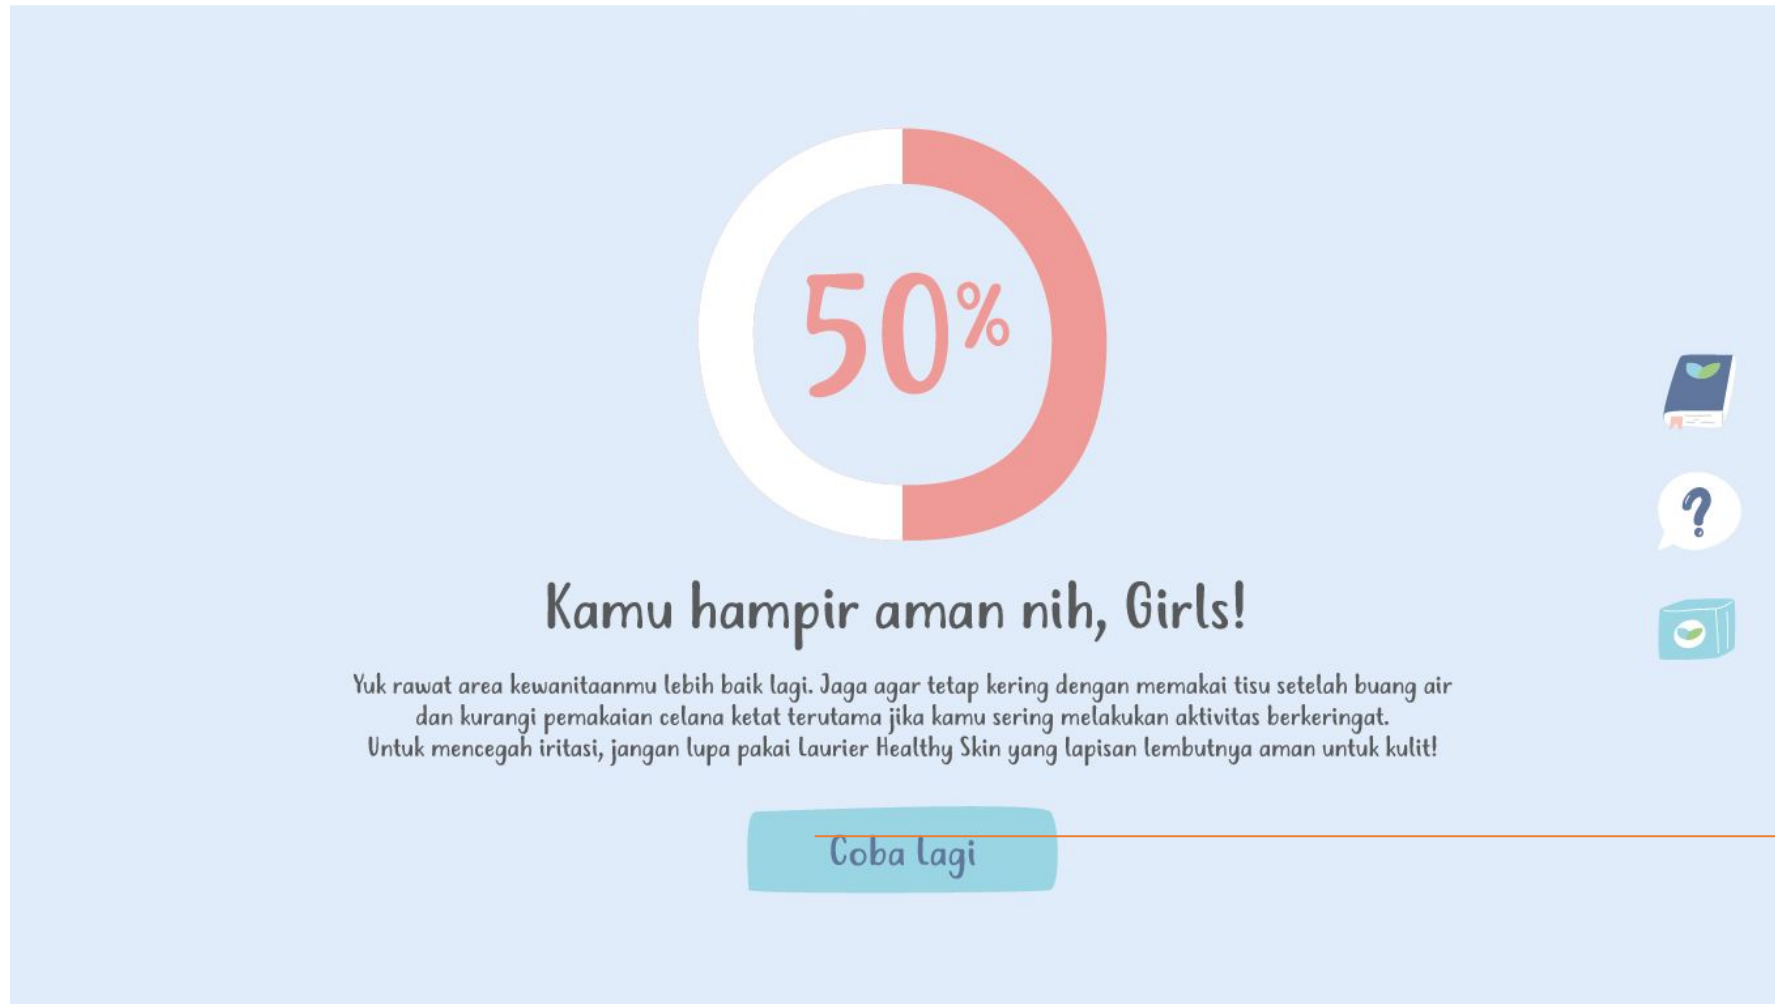 50%
Kamu hampir aman nih, Girls!
Yuk rawat area kewanitaanmu lebih baik lagi. Jaga agar tetap kering dengan memakai tisu setelah buang air
dan kurangi pemakaian celana ketat terutama jika kamu sering melakukan aktivitas berkeringat.
Untuk mencegah iritasi, jangan lupa pakai Laurier Healthy Skin yang lapisan lembutnya aman untuk kulit!
Coba lagi
?